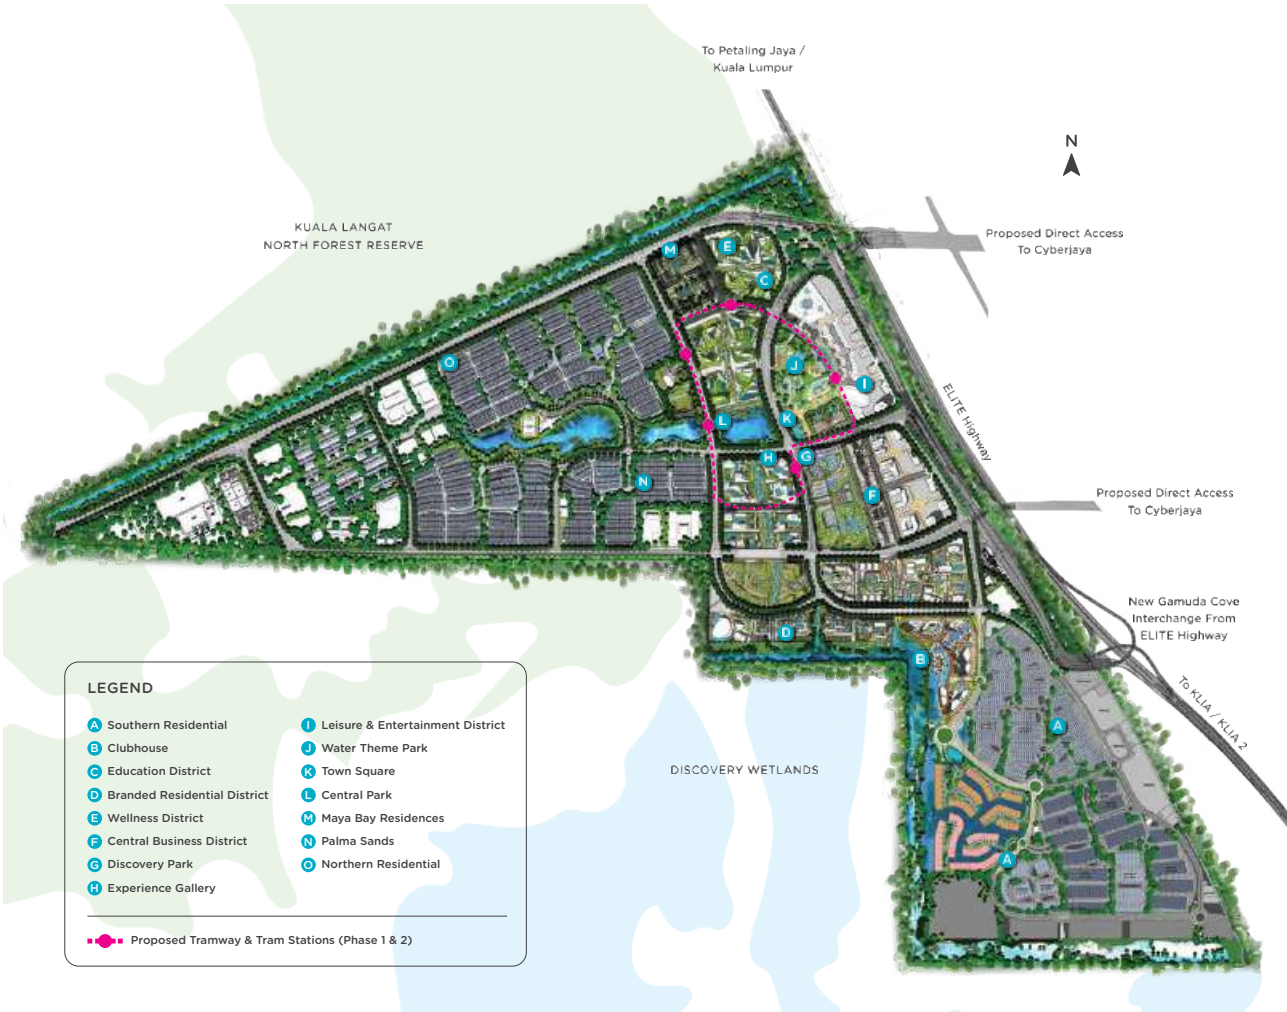 To Petaling Jaya /
Kuala Lumpur
N
KUALA LANGAT
NORTH FOREST RESERVE
Proposed Direct Access
To Cyberjaya
M
E
C
O
J
I
L
K
H
G
N
F
ELITE Highway
Proposed Direct Access
To Cyberjaya
New Gamuda Cove
Interchange From
ELITE Highway
D
B
To KLIA / KLIA 2
A
DISCOVERY WETLANDS
A
LEGEND
A Southern Residential
B Clubhouse
C Education District
D Branded Residential District
E Wellness District
F Central Business District
G Discovery Park
H Experience Gallery
I Leisure & Entertainment District
J Water Theme Park
K Town Square
L Central Park
M Maya Bay Residences
N Palma Sands
O Northern Residential
Proposed Tramway & Tram Stations (Phase 1 & 2)